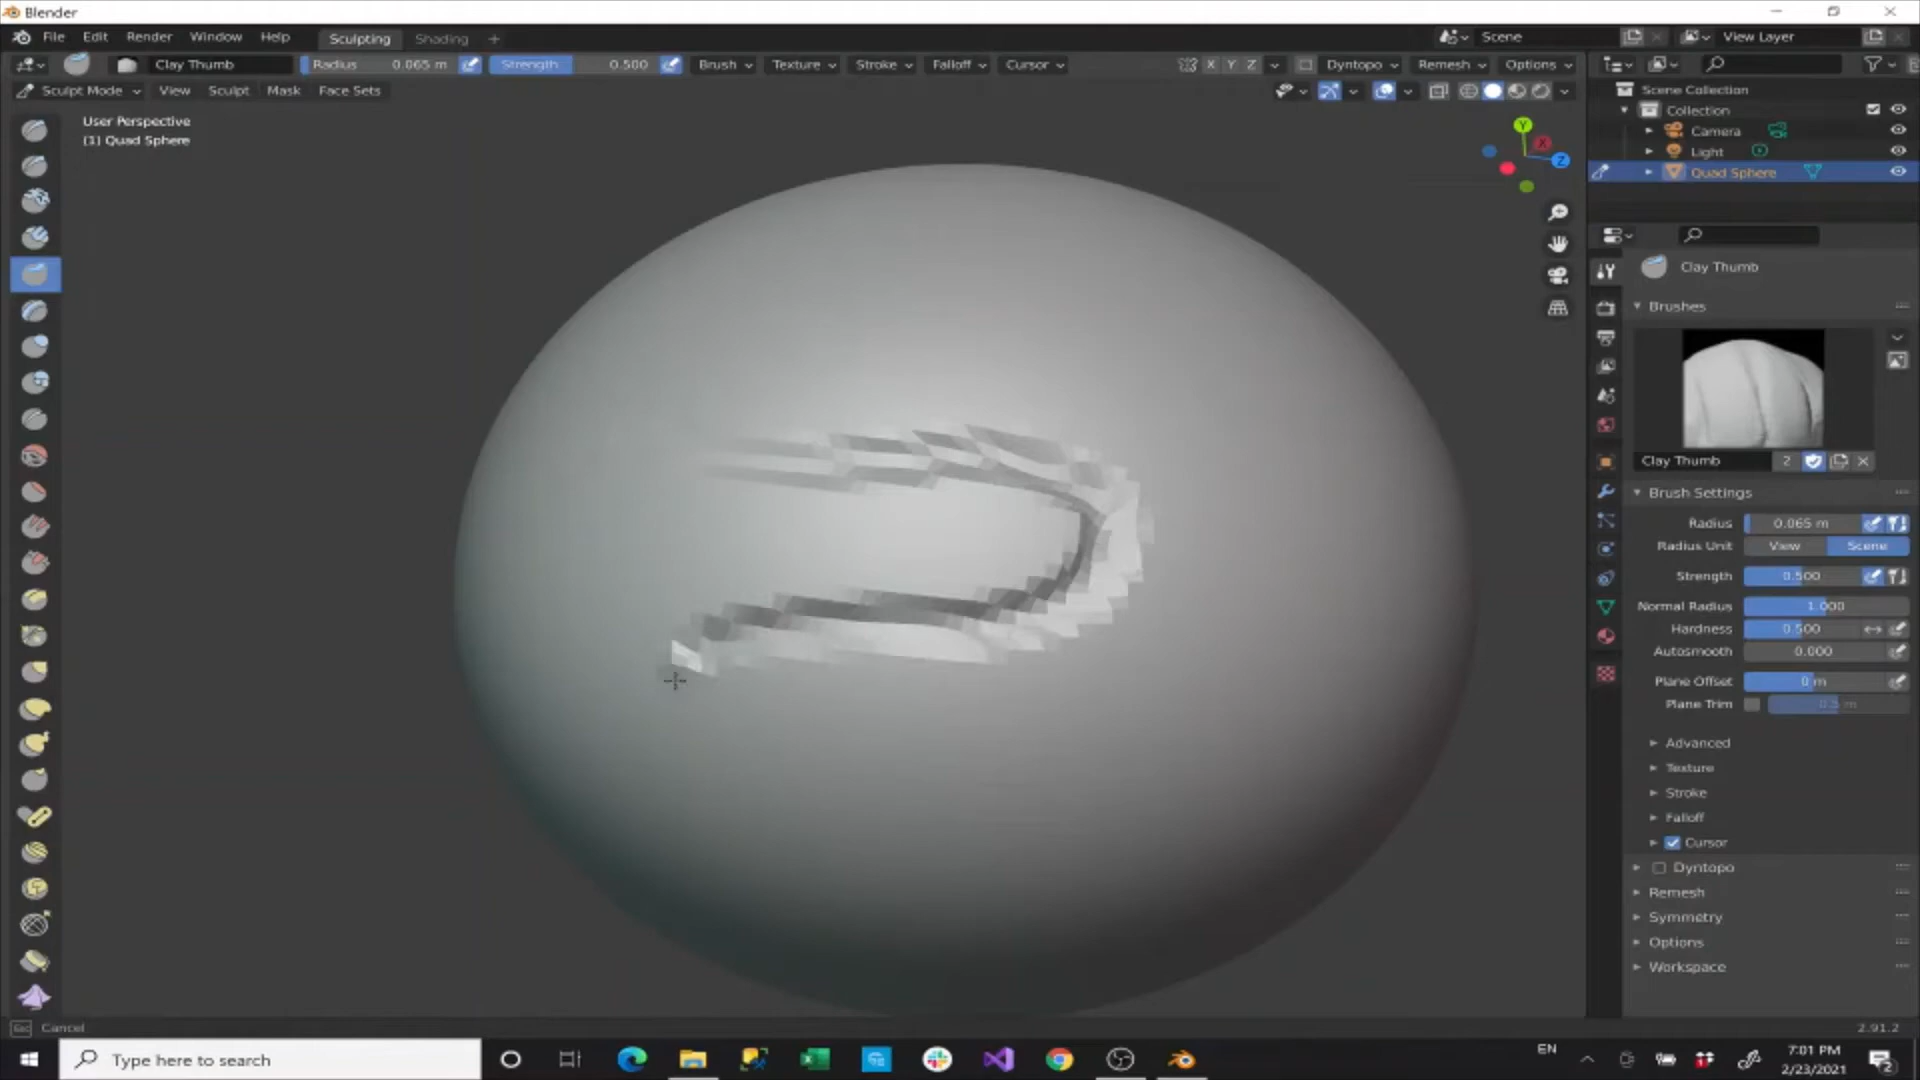 Blender
File Edit Render Window Help Sculpting Shading + Scene View Layer
Clay Thumb Radius 0.065 m Strength 0.500 Brush Texture Stroke Falloff Cursor X Y Z Dyntopo Remesh Options
Sculpt Mode View Sculpt Mask Face Sets
User Perspective
(1) Quad Sphere
Y
X
Z
Scene Collection
Collection
Camera
Light
Quad Sphere
Clay Thumb
Brushes
Clay Thumb 2
Brush Settings
Radius 0.065 m
Radius Unit View Scene
Strength 0.500
Normal Radius 1.000
Hardness 0.500
Autosmooth 0.000
Plane Offset 0 m
Plane Trim 0.5 m
Advanced
Texture
Stroke
Falloff
Cursor
Dyntopo
Remesh
Symmetry
Options
Workspace
Esc Cancel
2.91.2
Type here to search
EN
7:01 PM
2/23/2021
2